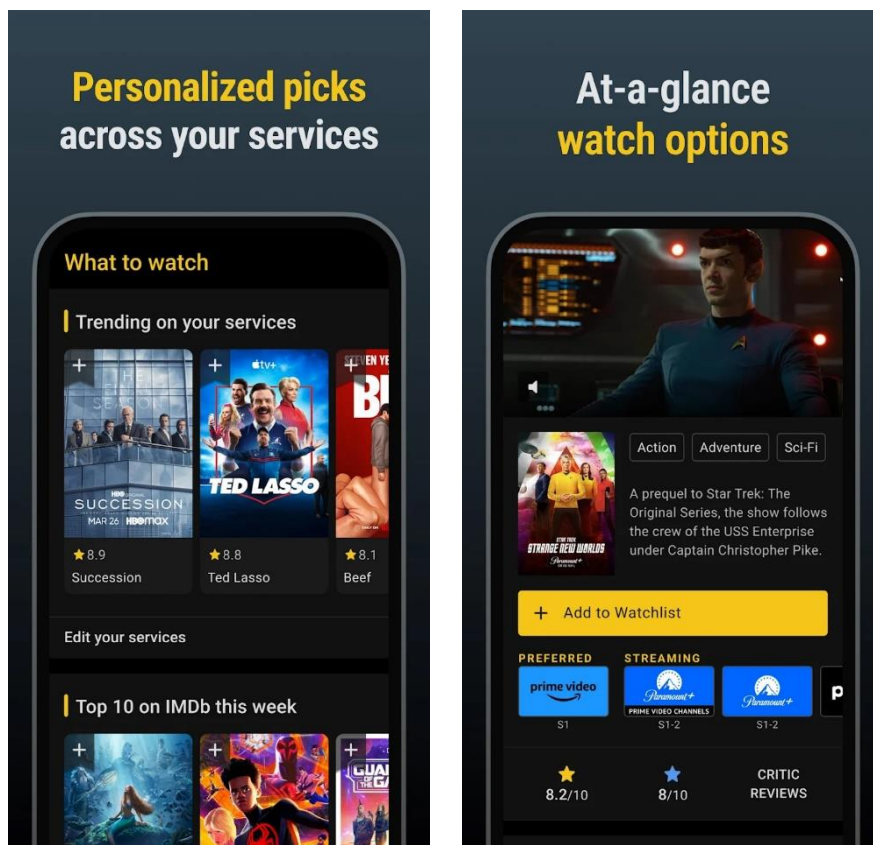 Personalized picks
across your services
What to watch
Trending on your services
tv+
TED LASSO
HBO
SUCCESSION
MAR 26 HBOMAX
8.9
8.8
8.1
Succession
Ted Lasso
Beef
Edit your services
Top 10 on IMDb this week
At-a-glance
watch options
Action
Adventure
Sci-Fi
A prequel to Star Trek: The
Original Series, the show follows
the crew of the USS Enterprise
under Captain Christopher Pike.
STAR TREK
STRANGE NEW WORLDS
Paramount+
+ Add to Watchlist
PREFERRED
STREAMING
prime video
Paramount+
PRIME VIDEO CHANNELS
Paramount+
p
S1
S1-2
S1-2
8.2/10
8/10
CRITIC
REVIEWS